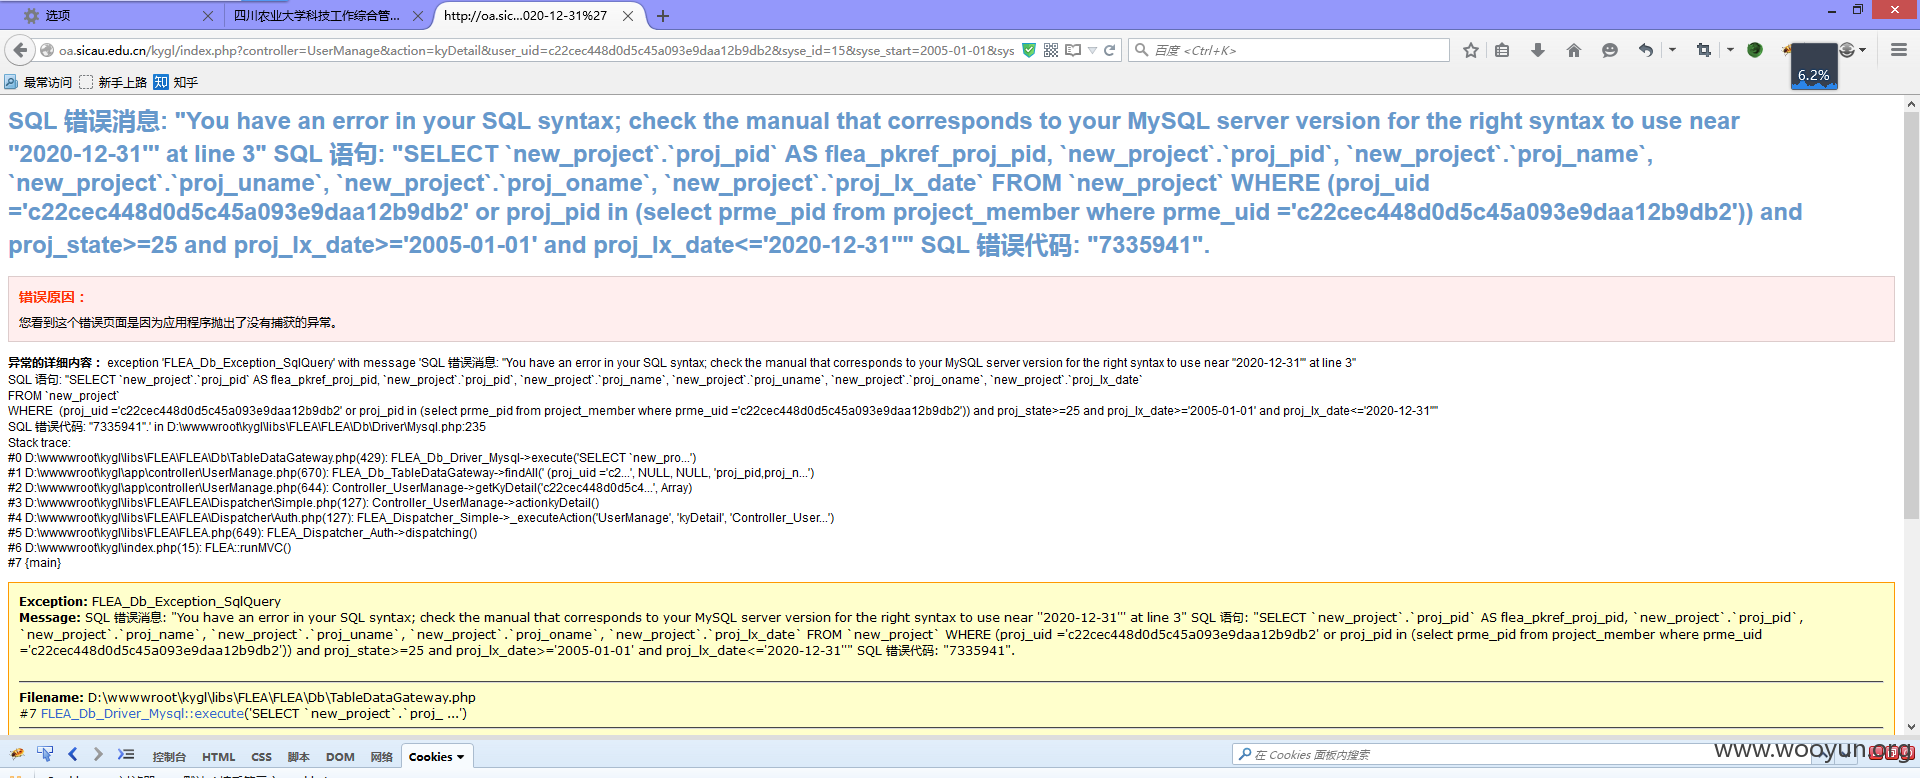 选项
四川农业大学科技工作综合管...
http://oa.sic...020-12-31%27
oa.sicau.edu.cn/kygl/index.php?controller=UserManage&action=kyDetail&user_uid=c22cec448d0d5c45a093e9daa12b9db2&syse_id=15&syse_start=2005-01-01&sys
百度 <Ctrl+K>
6.2%
最常访问 新手上路 知 知乎
SQL 错误消息: "You have an error in your SQL syntax; check the manual that corresponds to your MySQL server version for the right syntax to use near
''2020-12-31''' at line 3" SQL 语句: "SELECT `new_project`.`proj_pid` AS flea_pkref_proj_pid, `new_project`.`proj_pid`, `new_project`.`proj_name`,
`new_project`.`proj_uname`, `new_project`.`proj_oname`, `new_project`.`proj_lx_date` FROM `new_project` WHERE (proj_uid
='c22cec448d0d5c45a093e9daa12b9db2' or proj_pid in (select prme_pid from project_member where prme_uid ='c22cec448d0d5c45a093e9daa12b9db2')) and
proj_state>=25 and proj_lx_date>='2005-01-01' and proj_lx_date<='2020-12-31''" SQL 错误代码: "7335941".
错误原因：
您看到这个错误页面是因为应用程序抛出了没有捕获的异常。
异常的详细内容： exception 'FLEA_Db_Exception_SqlQuery' with message 'SQL 错误消息: "You have an error in your SQL syntax; check the manual that corresponds to your MySQL server version for the right syntax to use near ''2020-12-31''' at line 3"
SQL 语句: "SELECT `new_project`.`proj_pid` AS flea_pkref_proj_pid, `new_project`.`proj_pid`, `new_project`.`proj_name`, `new_project`.`proj_uname`, `new_project`.`proj_oname`, `new_project`.`proj_lx_date`
FROM `new_project`
WHERE (proj_uid ='c22cec448d0d5c45a093e9daa12b9db2' or proj_pid in (select prme_pid from project_member where prme_uid ='c22cec448d0d5c45a093e9daa12b9db2')) and proj_state>=25 and proj_lx_date>='2005-01-01' and proj_lx_date<='2020-12-31''"
SQL 错误代码: "7335941".' in D:\wwwwroot\kygl\libs\FLEA\FLEA\Db\Driver\Mysql.php:235
Stack trace:
#0 D:\wwwwroot\kygl\libs\FLEA\FLEA\Db\TableDataGateway.php(429): FLEA_Db_Driver_Mysql->execute('SELECT `new_pro...')
#1 D:\wwwwroot\kygl\app\controller\UserManage.php(670): FLEA_Db_TableDataGateway->findAll(' (proj_uid ='c2...', NULL, NULL, 'proj_pid,proj_n...')
#2 D:\wwwwroot\kygl\app\controller\UserManage.php(644): Controller_UserManage->getKyDetail('c22cec448d0d5c4...', Array)
#3 D:\wwwwroot\kygl\libs\FLEA\FLEA\Dispatcher\Simple.php(127): Controller_UserManage->actionkyDetail()
#4 D:\wwwwroot\kygl\libs\FLEA\FLEA\Dispatcher\Auth.php(127): FLEA_Dispatcher_Simple->_executeAction('UserManage', 'kyDetail', 'Controller_User...')
#5 D:\wwwwroot\kygl\libs\FLEA\FLEA.php(649): FLEA_Dispatcher_Auth->dispatching()
#6 D:\wwwwroot\kygl\index.php(15): FLEA::runMVC()
#7 {main}
Exception: FLEA_Db_Exception_SqlQuery
Message: SQL 错误消息: "You have an error in your SQL syntax; check the manual that corresponds to your MySQL server version for the right syntax to use near ''2020-12-31''' at line 3" SQL 语句: "SELECT `new_project`.`proj_pid` AS flea_pkref_proj_pid, `new_project`.`proj_pid`,
`new_project`.`proj_name`, `new_project`.`proj_uname`, `new_project`.`proj_oname`, `new_project`.`proj_lx_date` FROM `new_project` WHERE (proj_uid ='c22cec448d0d5c45a093e9daa12b9db2' or proj_pid in (select prme_pid from project_member where prme_uid
='c22cec448d0d5c45a093e9daa12b9db2')) and proj_state>=25 and proj_lx_date>='2005-01-01' and proj_lx_date<='2020-12-31''" SQL 错误代码: "7335941".
Filename: D:\wwwwroot\kygl\libs\FLEA\FLEA\Db\TableDataGateway.php
#7 FLEA_Db_Driver_Mysql::execute('SELECT `new_project`.`proj_ ...')
控制台 HTML CSS 脚本 DOM 网络 Cookies
在 Cookies 面板内搜索
www.wooyun.org